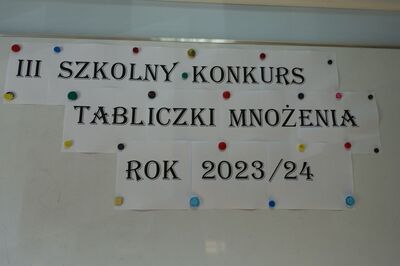 III SZKOLNY KONKURS
TABLICZKI MNOŻENIA
ROK 2023/24